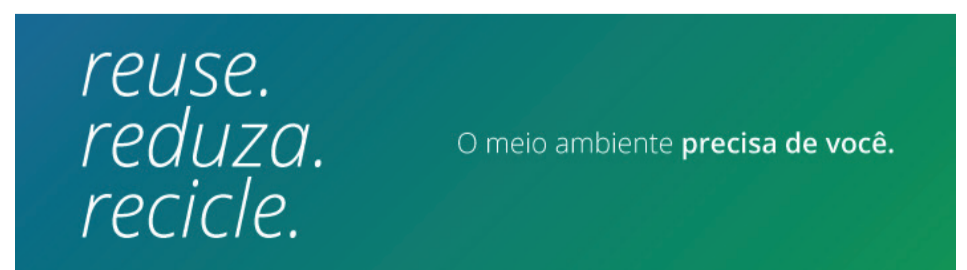 reuse.
reduza.
recicle.
O meio ambiente precisa de você.